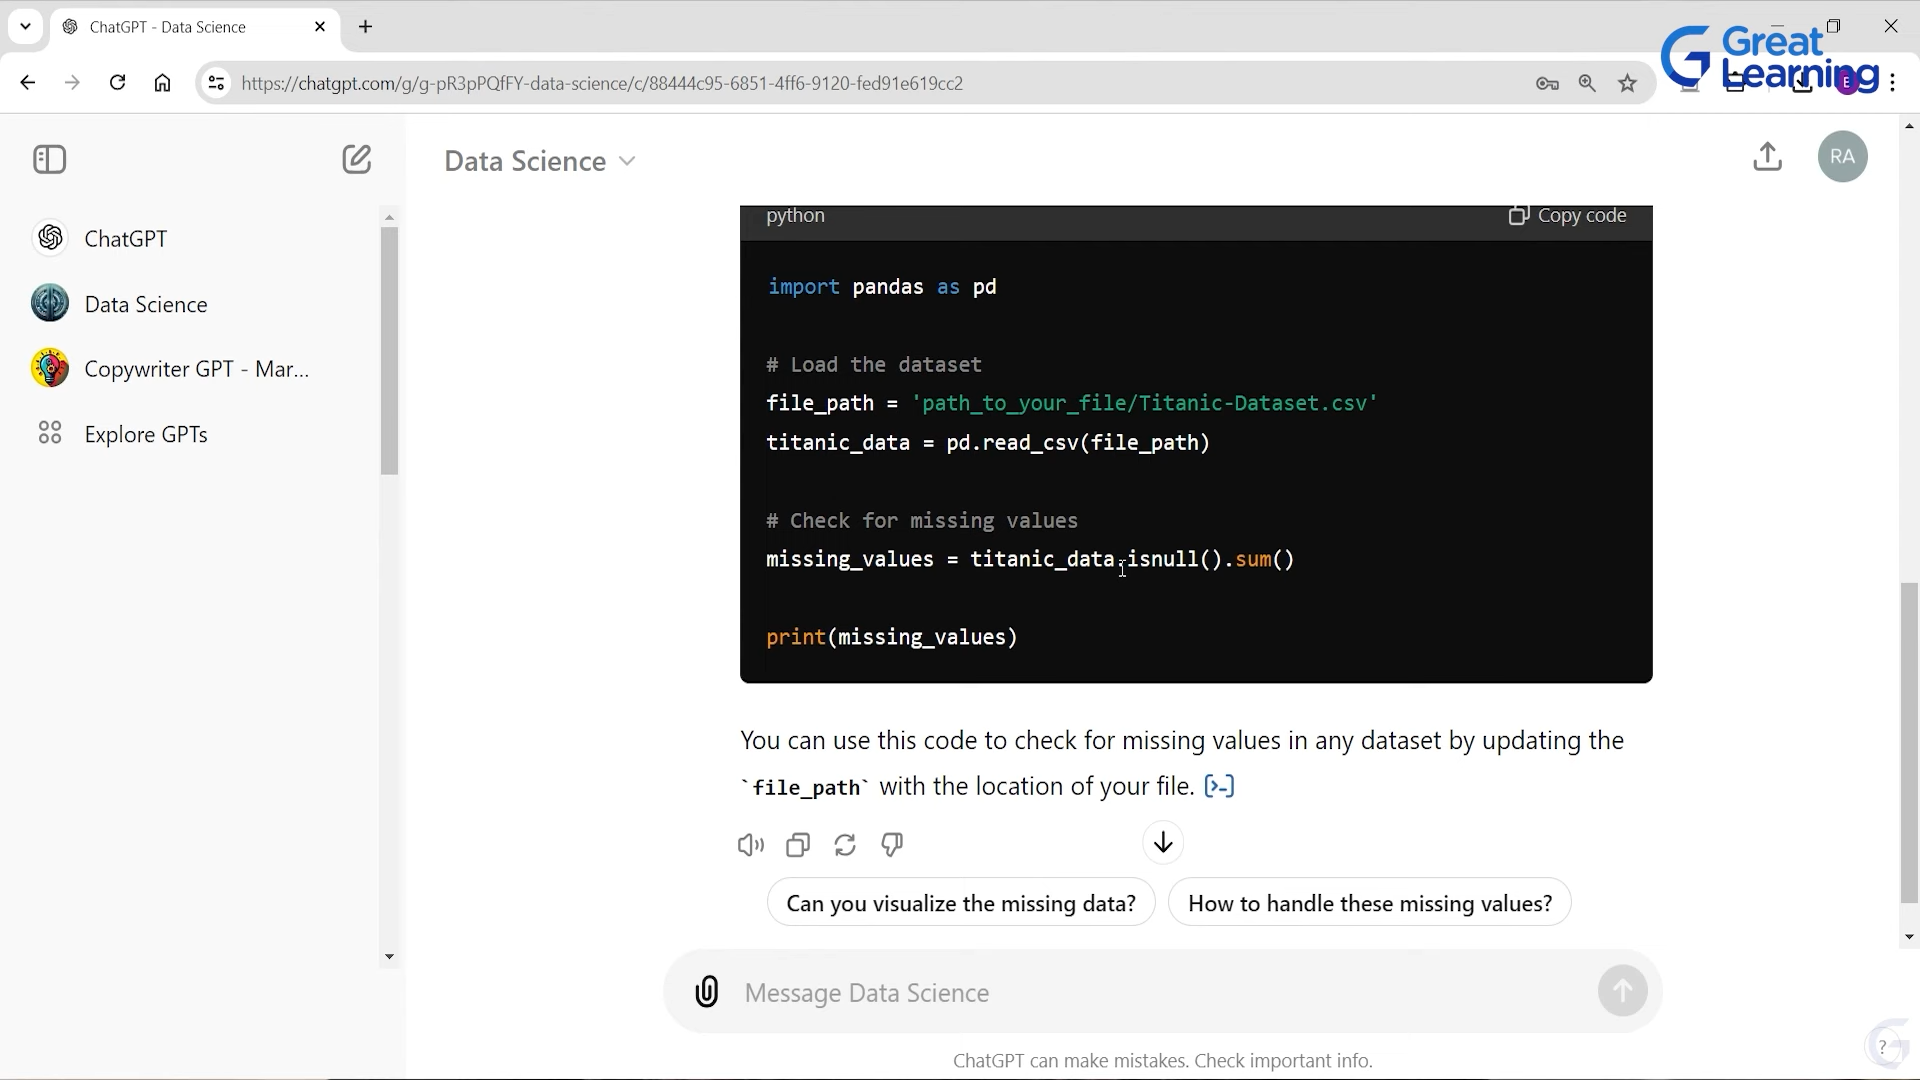 ChatGPT - Data Science
Great
Learning
https://chatgpt.com/g/g-pR3pPQfFY-data-science/c/88444c95-6851-4ff6-9120-fed91e619cc2
E
Data Science
RA
ChatGPT
Data Science
Copywriter GPT - Mar...
Explore GPTs
python
Copy code
import pandas as pd
# Load the dataset
file_path = 'path_to_your_file/Titanic-Dataset.csv'
titanic_data = pd.read_csv(file_path)
# Check for missing values
missing_values = titanic_data.isnull().sum()
print(missing_values)
You can use this code to check for missing values in any dataset by updating the
`file_path` with the location of your file. [>-]
Can you visualize the missing data?
How to handle these missing values?
Message Data Science
ChatGPT can make mistakes. Check important info.
?